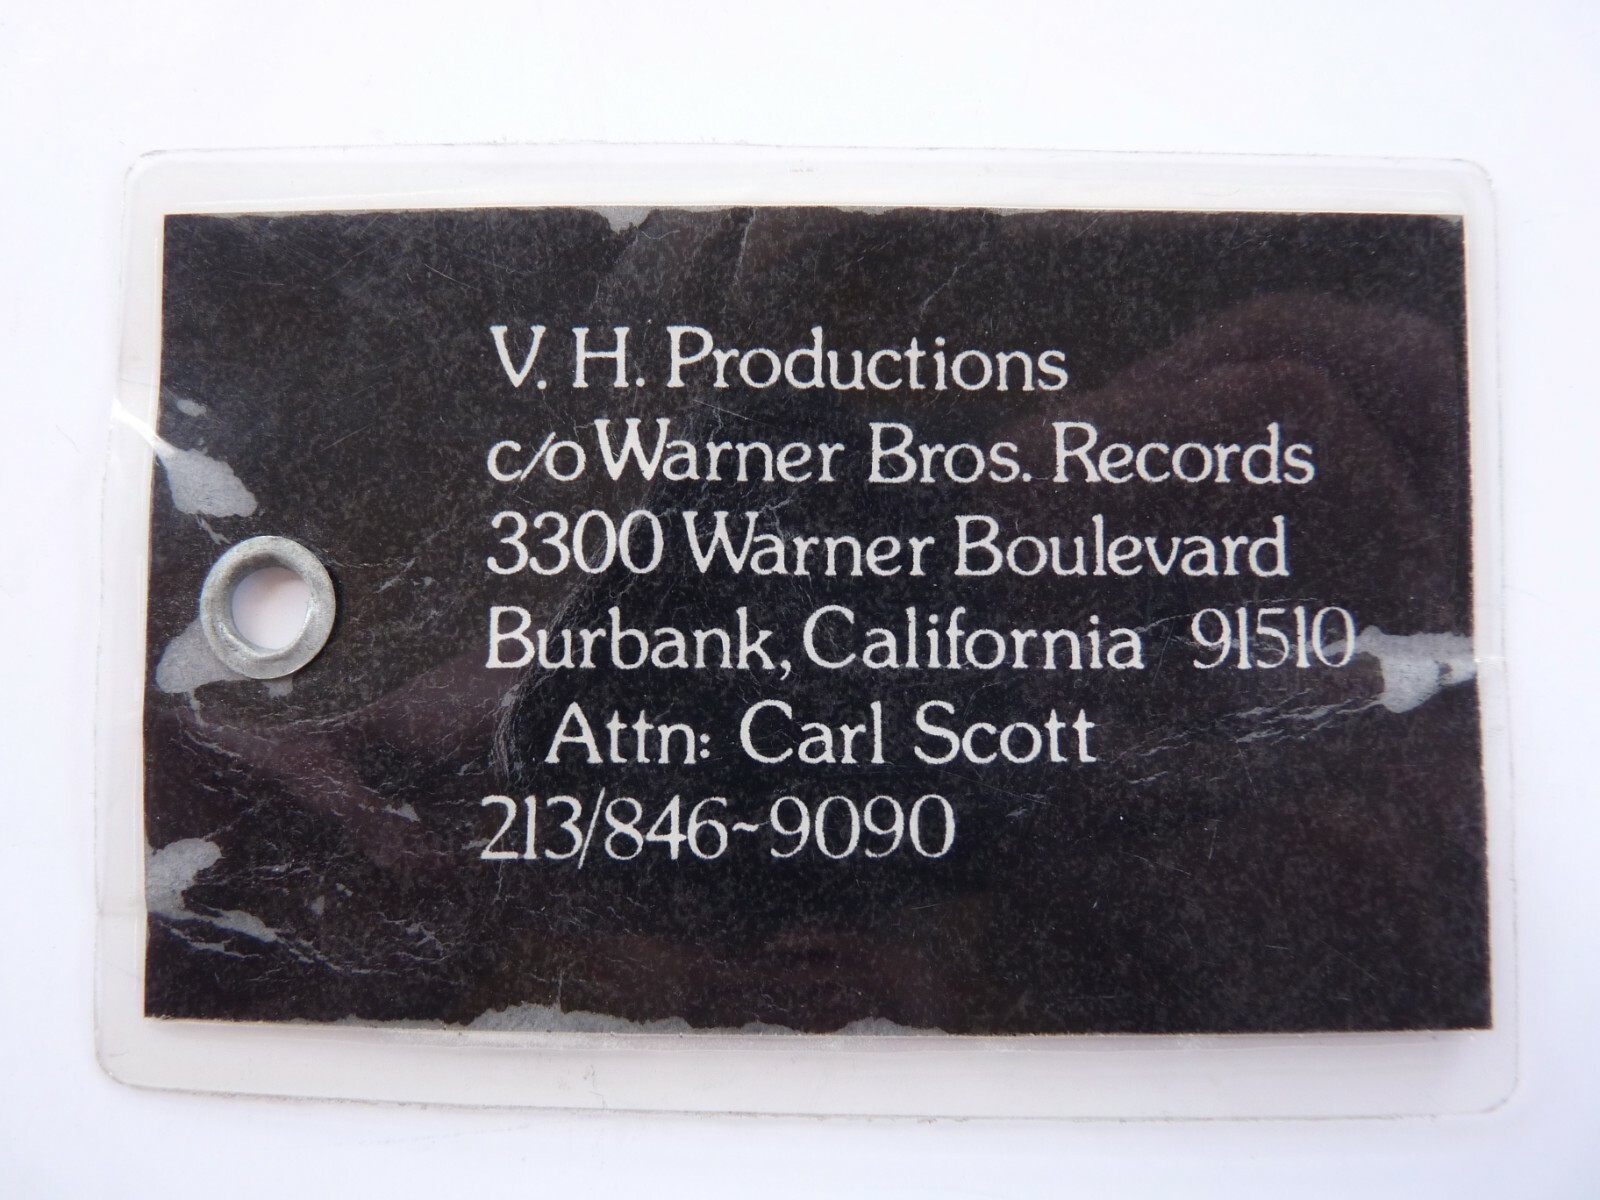 V. H. Productions
c/o Warner Bros. Records
3300 Warner Boulevard
Burbank, California 91510
Attn: Carl Scott
213/846~9090